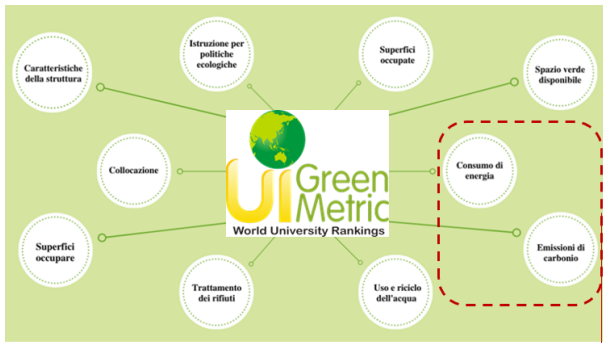 Istruzione per
politiche
ecologiche
Superfici
occupate
Caratteristiche
della struttura
Spazio verde
disponibile
Collocazione
UI
Green
Metric
World University Rankings
Consumo di
energia
Superfici
occupare
Emissioni di
carbonio
Trattamento
dei rifiuti
Uso e riciclo
dell'acqua